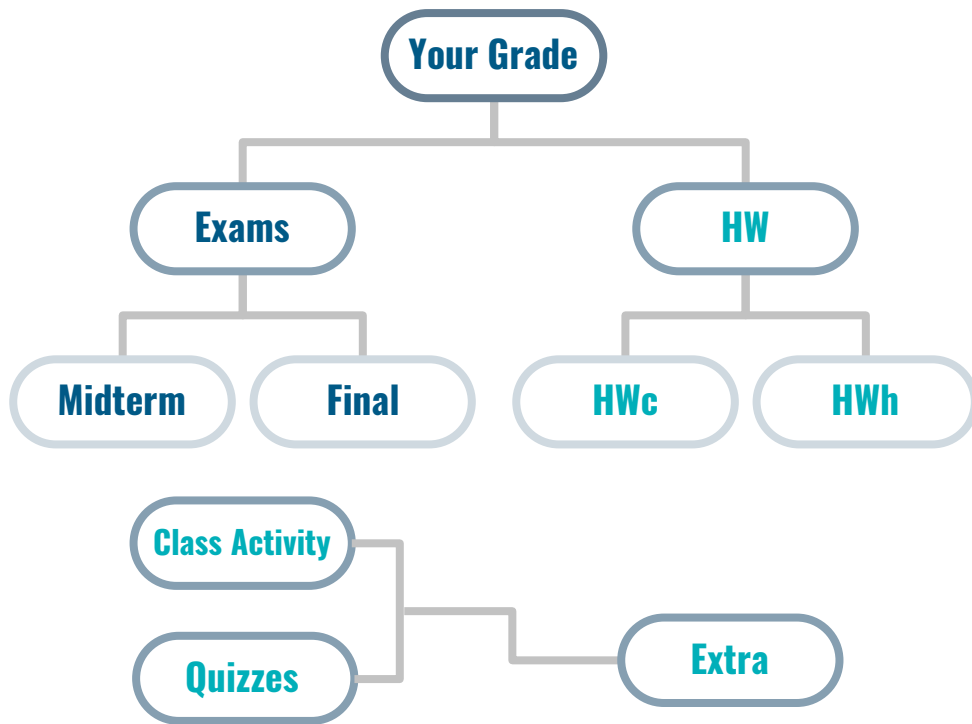 Your Grade
Exams
HW
Midterm
Final
HWc
HWh
Class Activity
Quizzes
Extra